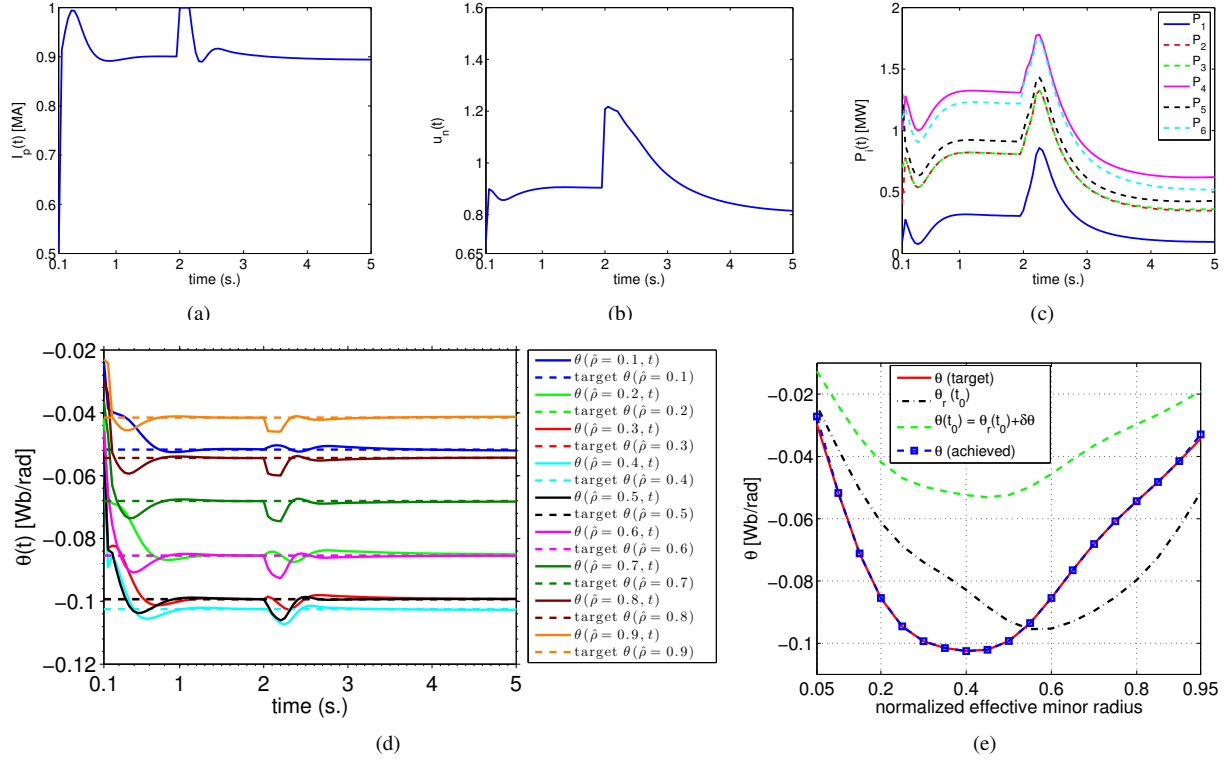 1
0.9
0.8
0.7
0.6
0.5
I_p(t) [MA]
0.1 1 2 3 4 5
time (s.)
(a)
1.6
1.4
1.2
1.0
0.8
0.65
u_n(t)
0.1 1 2 3 4 5
time (s.)
(b)
2
1.5
1
0.5
0
P_i(t) [MW]
P_1
P_2
P_3
P_4
P_5
P_6
0.1 1 2 3 4 5
time (s.)
(c)
−0.02
−0.04
−0.06
−0.08
−0.1
−0.12
θ(t) [Wb/rad]
0.1 1 2 3 4 5
time (s.)
θ(ρ̂ = 0.1, t)
target θ(ρ̂ = 0.1)
θ(ρ̂ = 0.2, t)
target θ(ρ̂ = 0.2)
θ(ρ̂ = 0.3, t)
target θ(ρ̂ = 0.3)
θ(ρ̂ = 0.4, t)
target θ(ρ̂ = 0.4)
θ(ρ̂ = 0.5, t)
target θ(ρ̂ = 0.5)
θ(ρ̂ = 0.6, t)
target θ(ρ̂ = 0.6)
θ(ρ̂ = 0.7, t)
target θ(ρ̂ = 0.7)
θ(ρ̂ = 0.8, t)
target θ(ρ̂ = 0.8)
θ(ρ̂ = 0.9, t)
target θ(ρ̂ = 0.9)
(d)
−0.02
−0.04
−0.06
−0.08
−0.1
θ [Wb/rad]
θ (target)
θ_r(t_0)
θ(t_0) = θ_r(t_0)+δθ
θ (achieved)
0.05 0.2 0.4 0.6 0.8 0.95
normalized effective minor radius
(e)